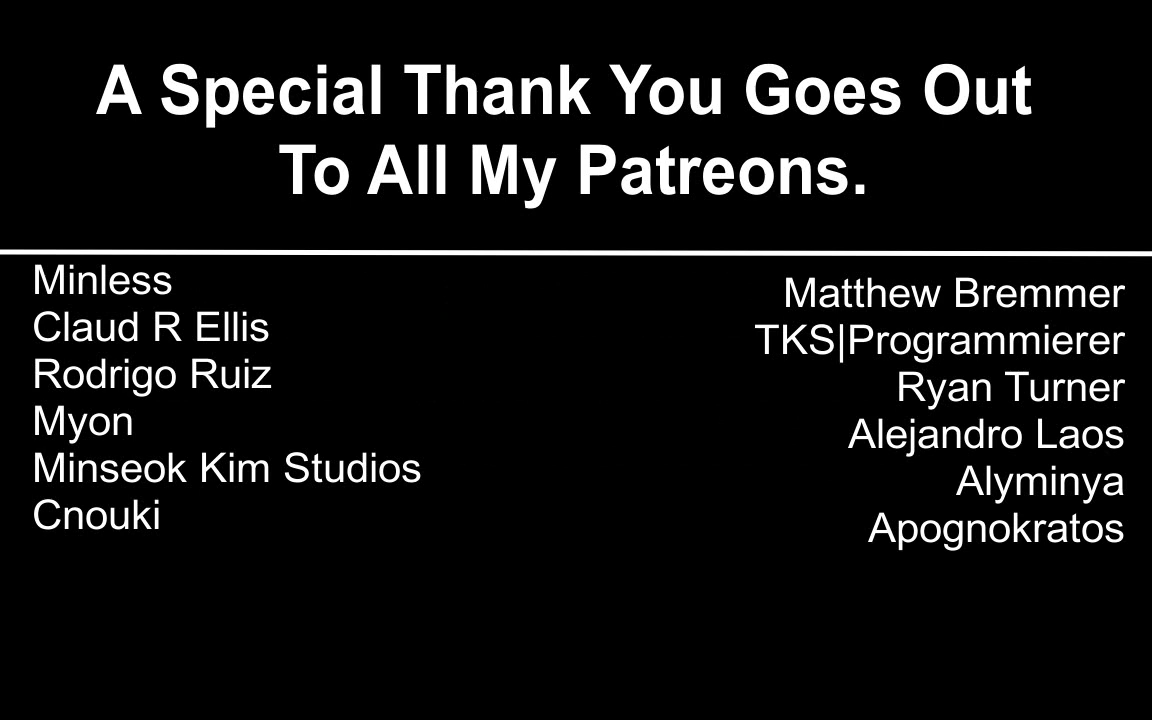 A Special Thank You Goes Out
To All My Patreons.
Minless
Claud R Ellis
Rodrigo Ruiz
Myon
Minseok Kim Studios
Cnouki
Matthew Bremmer
TKS|Programmierer
Ryan Turner
Alejandro Laos
Alyminya
Apognokratos